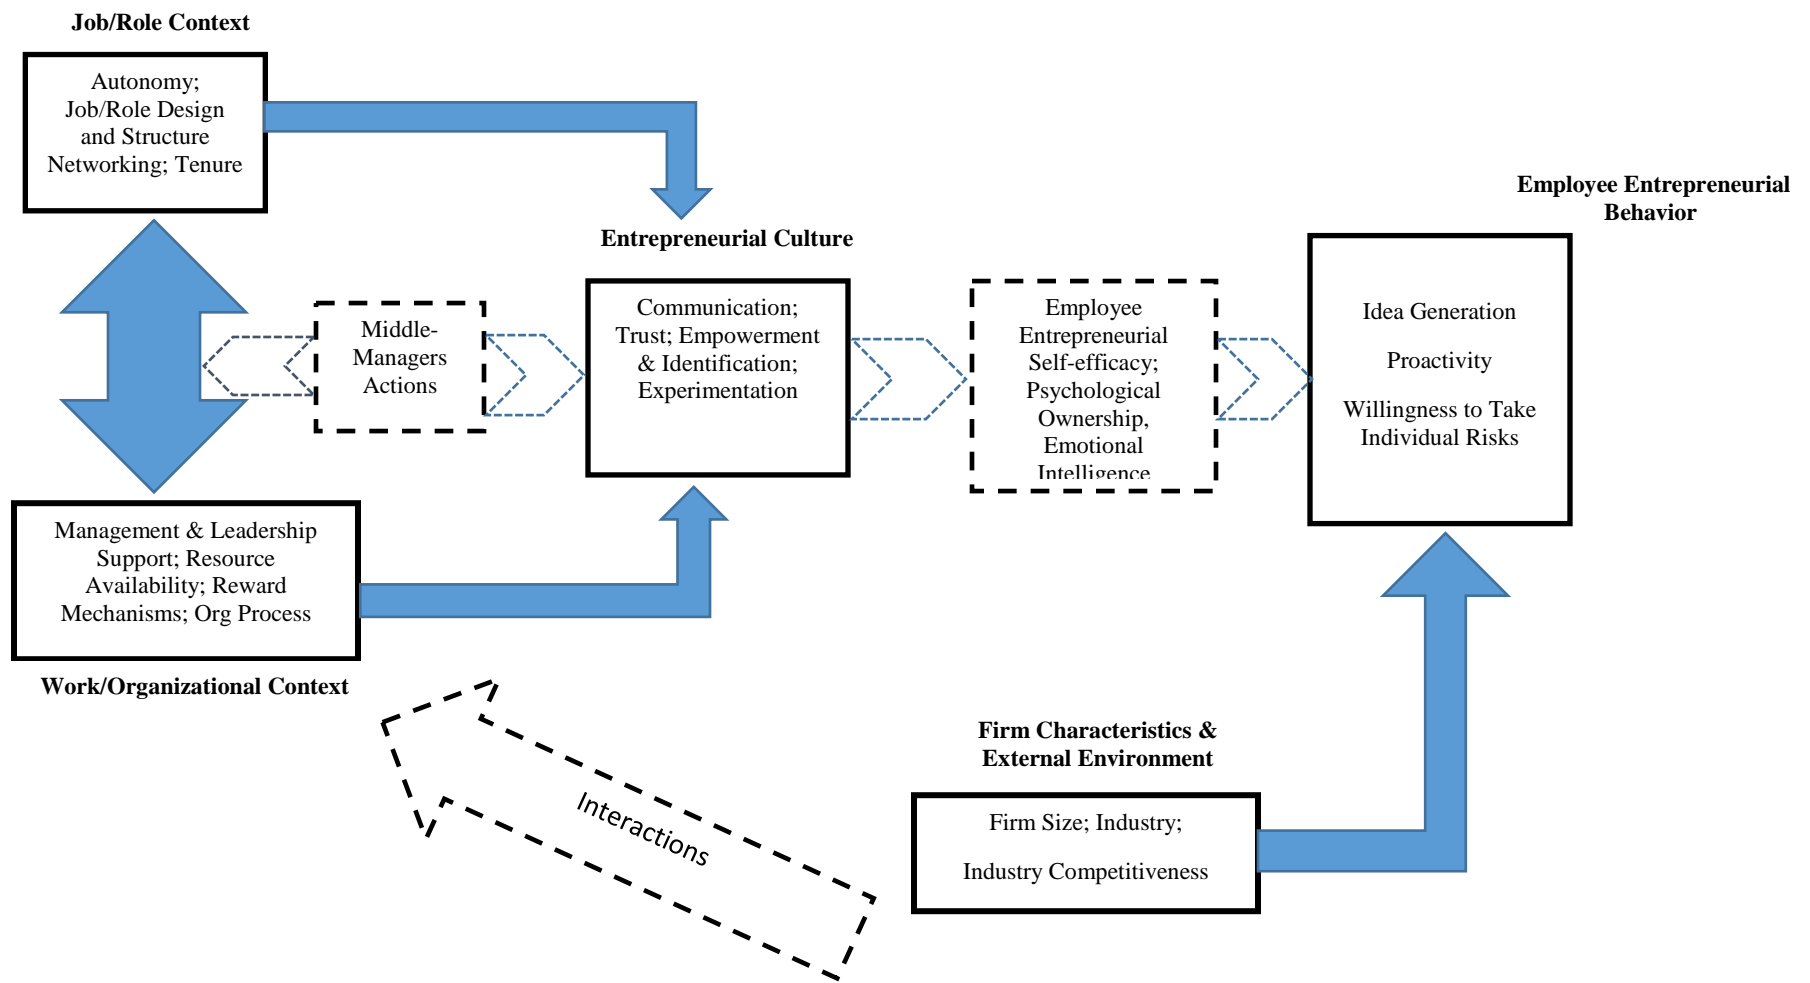 Job/Role Context
Autonomy;
Job/Role Design
and Structure
Networking; Tenure
Employee Entrepreneurial
Behavior
Entrepreneurial Culture
Middle-
Managers
Actions
Communication;
Trust; Empowerment
& Identification;
Experimentation
Employee
Entrepreneurial
Self-efficacy;
Psychological
Ownership,
Emotional
Intelligence
Idea Generation
Proactivity
Willingness to Take
Individual Risks
Management & Leadership
Support; Resource
Availability; Reward
Mechanisms; Org Process
Work/Organizational Context
Interactions
Firm Characteristics &
External Environment
Firm Size; Industry;
Industry Competitiveness